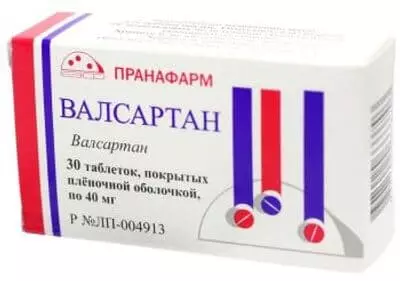 ПРАНАФАРМ
ВАЛСАРТАН
Валсартан
30 таблеток, покрытых
плёночной оболочкой,
по 40 мг
Р №ЛП-004913